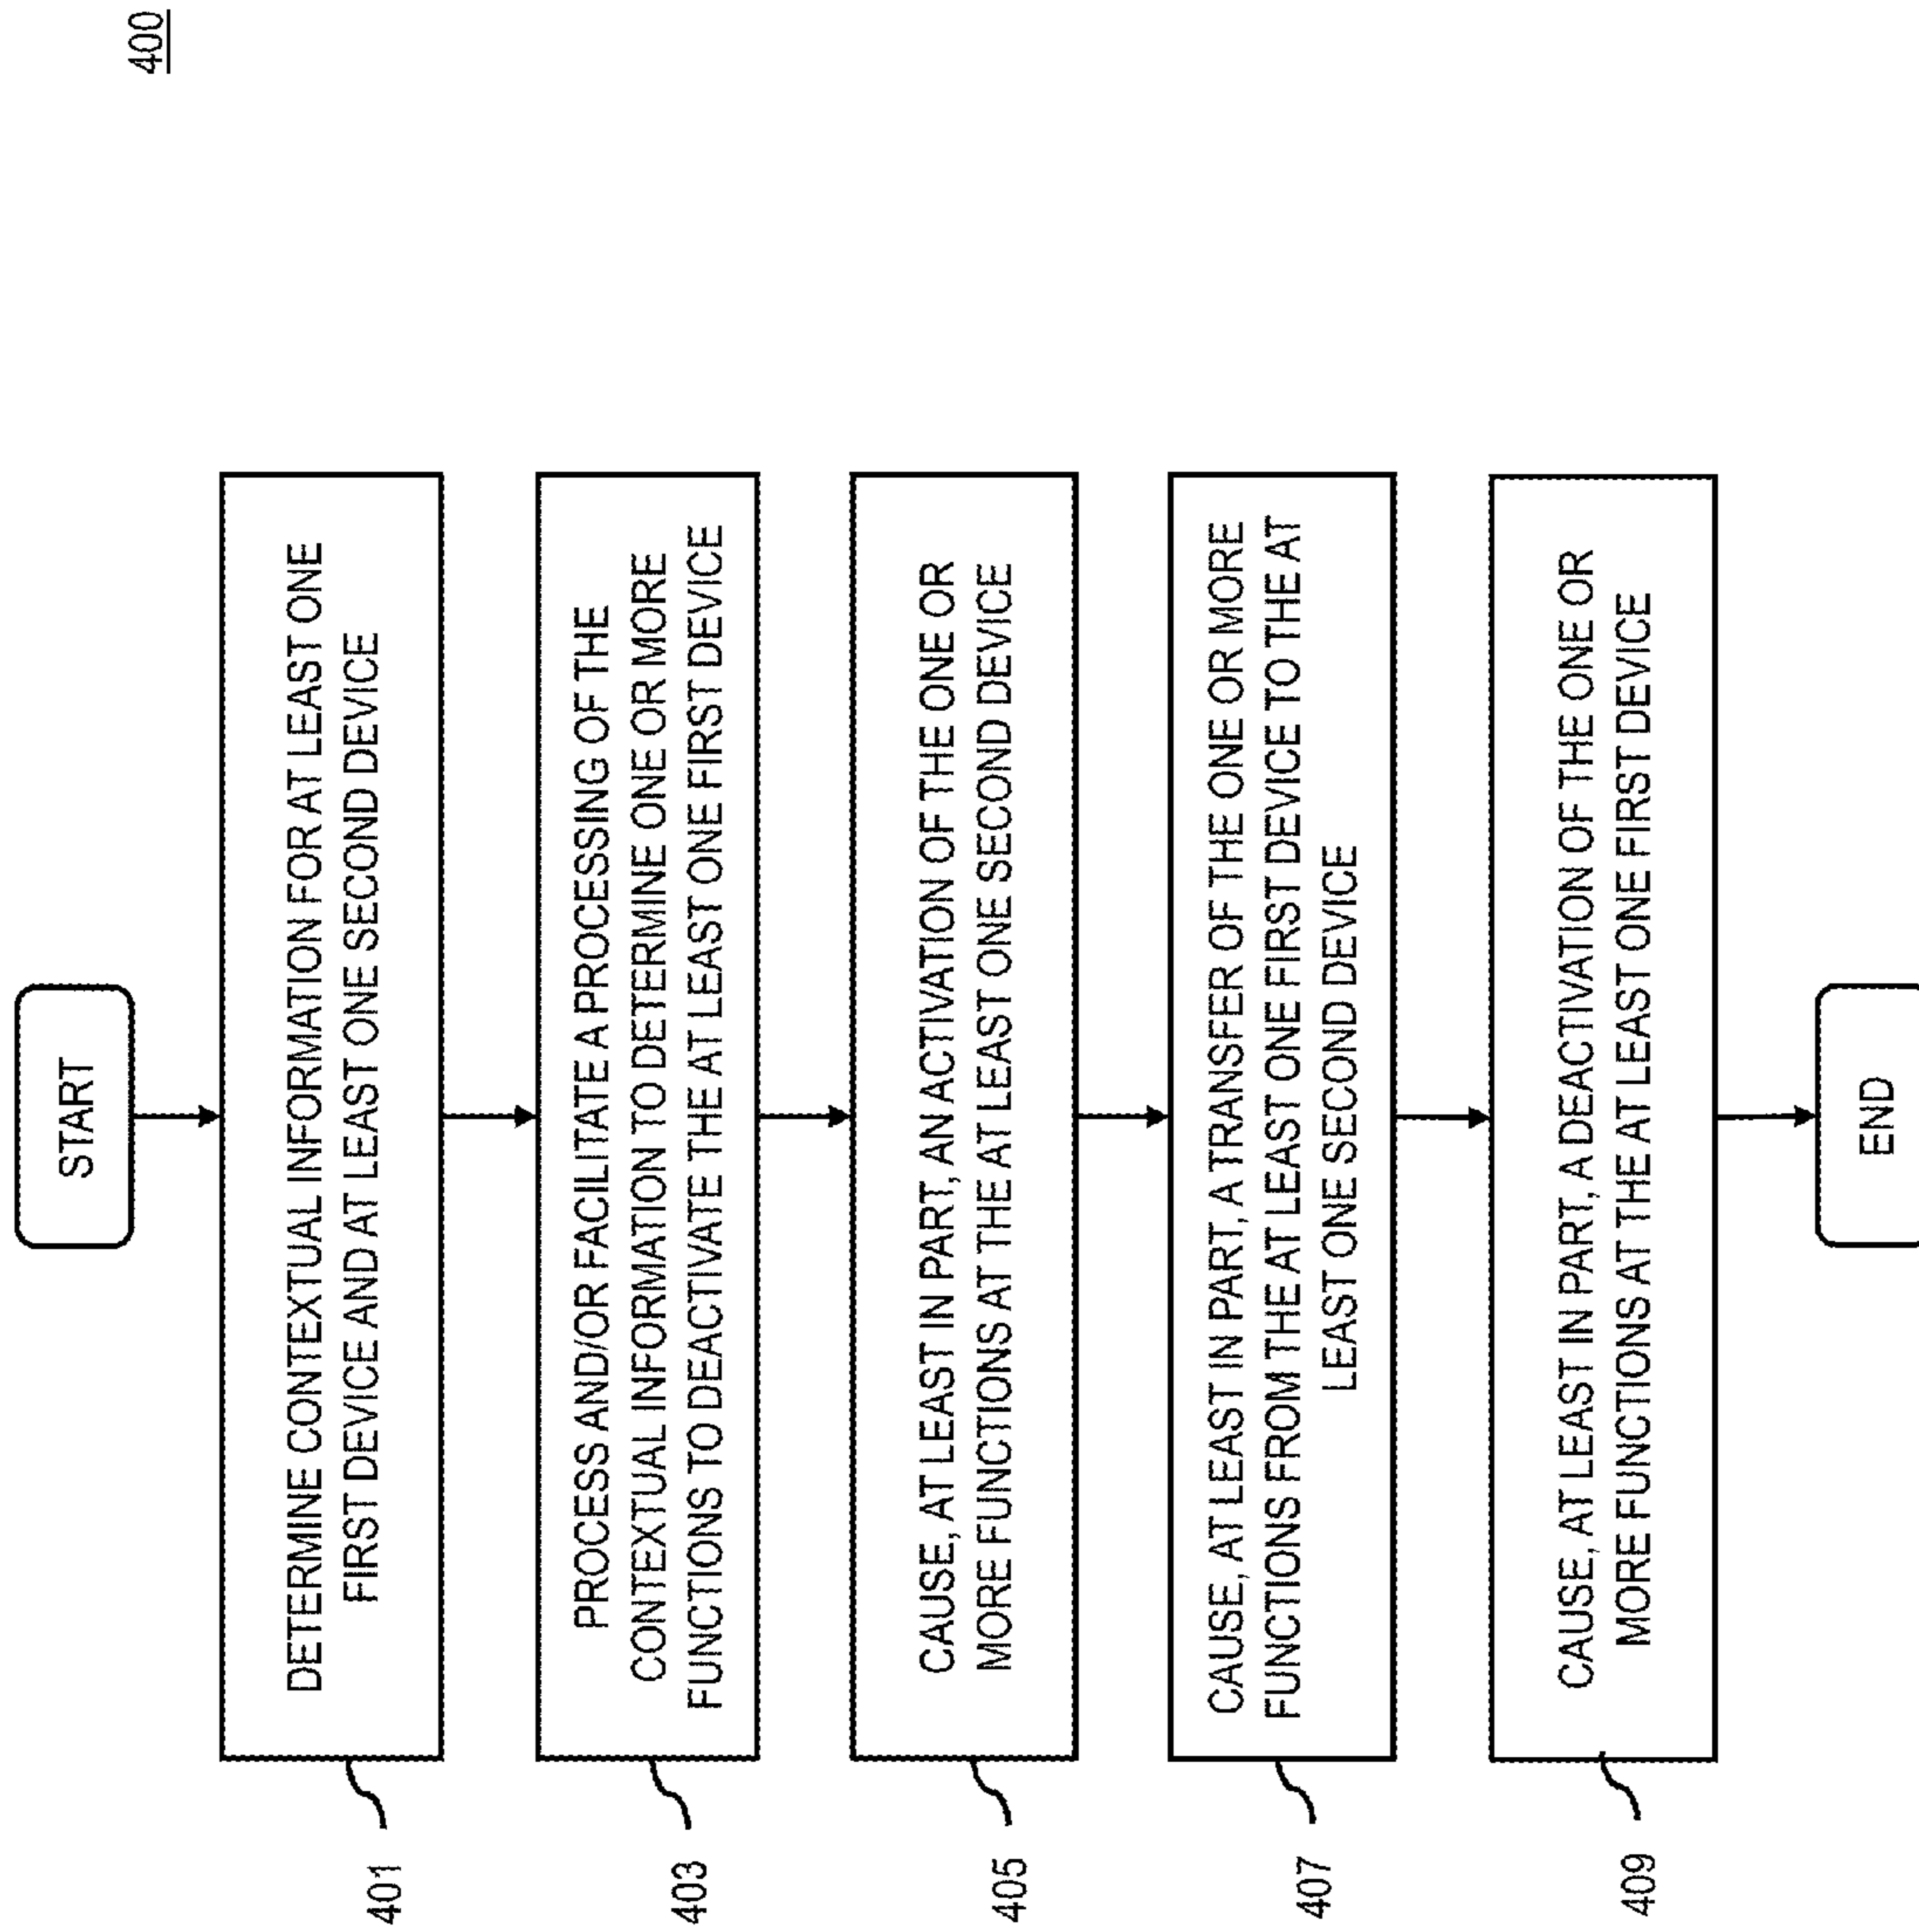 400
START
DETERMINE CONTEXTUAL INFORMATION FOR AT LEAST ONE
FIRST DEVICE AND AT LEAST ONE SECOND DEVICE
401
PROCESS AND/OR FACILITATE A PROCESSING OF THE
CONTEXTUAL INFORMATION TO DETERMINE ONE OR MORE
FUNCTIONS TO DEACTIVATE THE AT LEAST ONE FIRST DEVICE
403
CAUSE, AT LEAST IN PART, AN ACTIVATION OF THE ONE OR
MORE FUNCTIONS AT THE AT LEAST ONE SECOND DEVICE
405
CAUSE, AT LEAST IN PART, A TRANSFER OF THE ONE OR MORE
FUNCTIONS FROM THE AT LEAST ONE FIRST DEVICE TO THE AT
LEAST ONE SECOND DEVICE
407
CAUSE, AT LEAST IN PART, A DEACTIVATION OF THE ONE OR
MORE FUNCTIONS AT THE AT LEAST ONE FIRST DEVICE
409
END